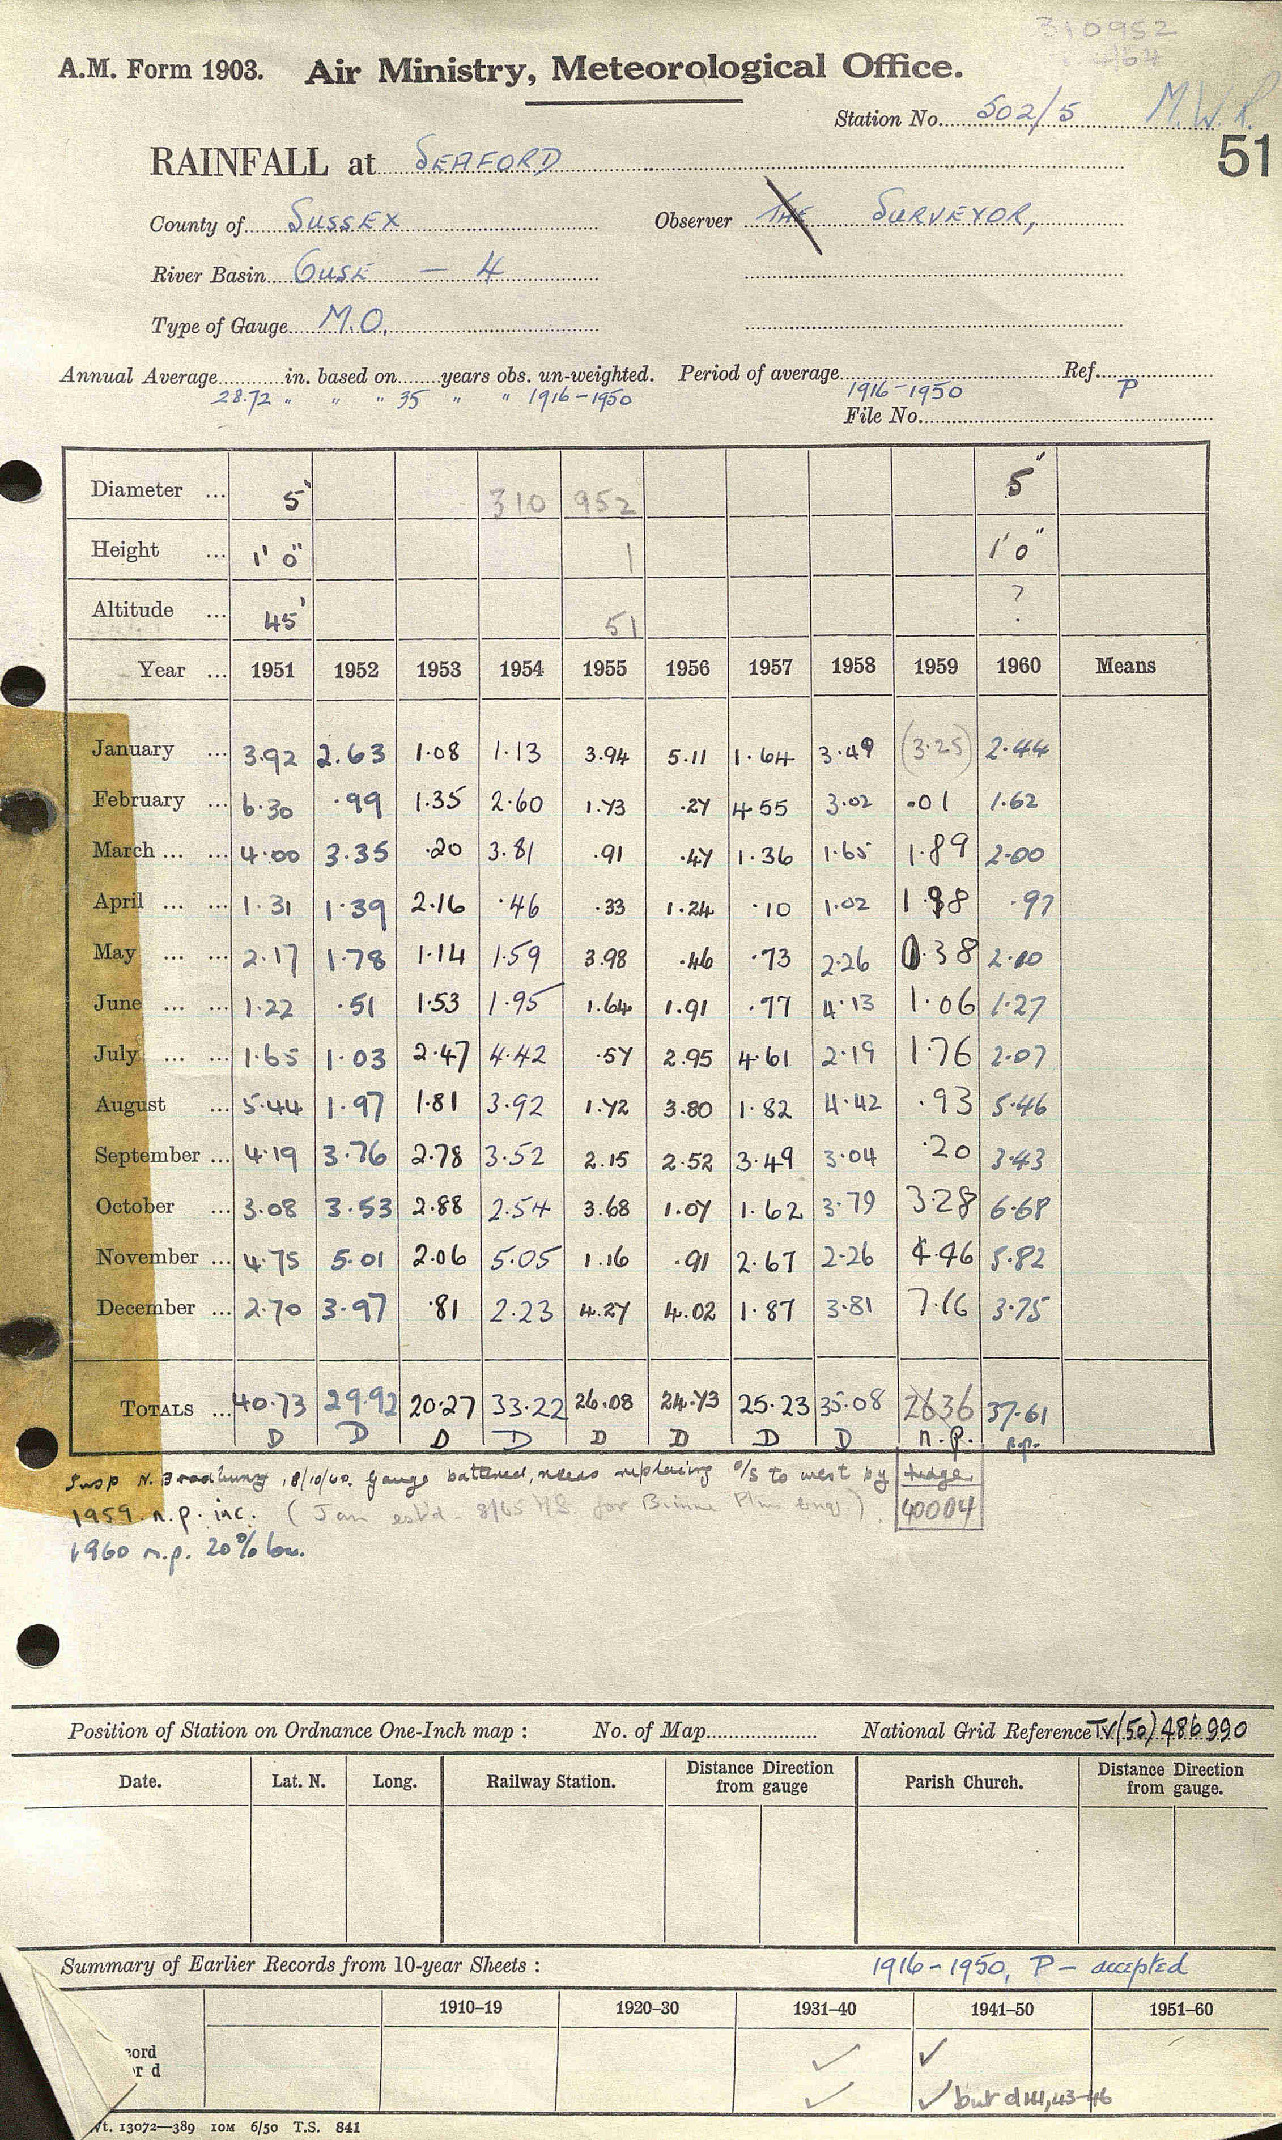 310952
A.M. Form 1903. Air Ministry, Meteorological Office.
Station No. 502/5 M.W.R.
51
RAINFALL at SEAFORD
County of SUSSEX Observer THE SURVEYOR,
River Basin OUSE — 4
Type of Gauge M.O.
Annual Average in. based on years obs. un-weighted. Period of average Ref.
28.72 " " " 35 " " 1916-1950 1916-1950 P
File No.
Diameter ... 5" 310 952 5"
Height ... 1' 0" 1 1' 0"
Altitude ... 45' 51 ?
Year ... 1951 1952 1953 1954 1955 1956 1957 1958 1959 1960 Means
January ... 3.92 2.63 1.08 1.13 3.94 5.11 1.64 3.49 (3.25) 2.44
February ... 6.30 .99 1.35 2.60 1.73 .27 4.55 3.02 .01 1.62
March ... ... 4.00 3.35 .20 3.81 .91 .47 1.36 1.65 1.89 2.00
April ... ... 1.31 1.39 2.16 .46 .33 1.24 .10 1.02 1.98 .97
May ... ... 2.17 1.78 1.14 1.59 3.98 .46 .73 2.26 0.38 2.10
June ... ... 1.22 .51 1.53 1.95 1.64 1.91 .77 4.13 1.06 1.27
July ... ... 1.65 1.03 2.47 4.42 .57 2.95 4.61 2.19 1.76 2.07
August ... 5.44 1.97 1.81 3.92 1.72 3.80 1.82 4.42 .93 5.46
September ... 4.19 3.76 2.78 3.52 2.15 2.52 3.49 3.04 .20 3.43
October ... 3.08 3.53 2.88 2.54 3.68 1.07 1.62 3.79 3.28 6.68
November ... 4.75 5.01 2.06 5.05 1.16 .91 2.67 2.26 4.46 5.82
December ... 2.70 3.97 .81 2.23 4.27 4.02 1.87 3.81 7.16 3.75
TOTALS ... 40.73 29.92 20.27 33.22 26.08 24.73 25.23 35.08 2636 37.61
D D D D D D D D n.p. n.p.
Insp N. Bradbury, 18/10/60. Gauge battered, needs replacing o/s to west by hedge.
1959 n.p. inc. (Jan est'd. 8/65 for ) 40004
1960 n.p. 20% low.
Position of Station on Ordnance One-Inch map : No. of Map National Grid Reference TV(50)486990
Date. Lat. N. Long. Railway Station. Distance from gauge Direction Parish Church. Distance from gauge. Direction
Summary of Earlier Records from 10-year Sheets : 1916-1950, P - accepted
1910-19 1920-30 1931-40 1941-50 1951-60
ord ✓ ✓
r d ✓ ✓ but d 41, 43-46
Wt. 13072—389 10M 6/50 T.S. 841